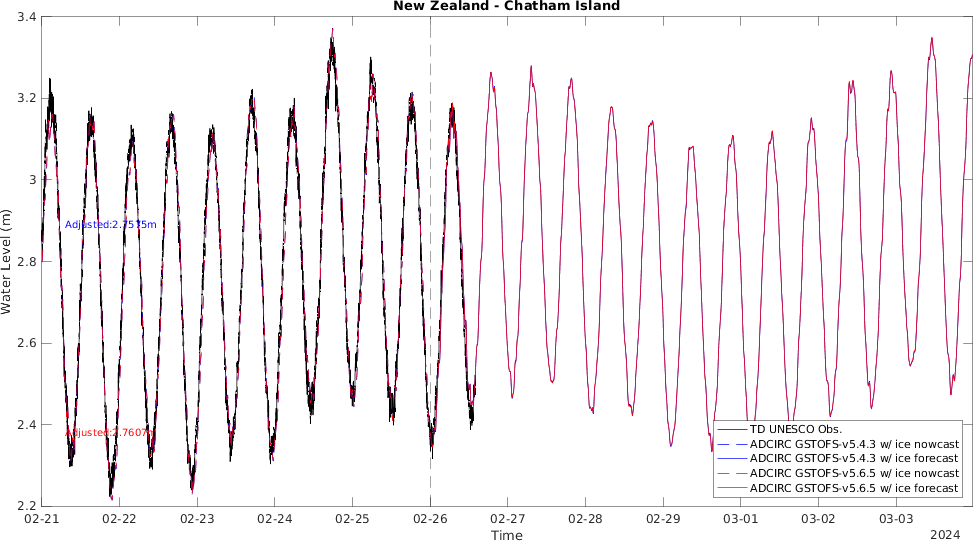 New Zealand - Chatham Island
3.4
3.2
3
2.8
2.6
2.4
2.2
Water Level (m)
Adjusted:2.7575m
Adjusted:2.7607m
TD UNESCO Obs.
ADCIRC GSTOFS-v5.4.3 w/ ice nowcast
ADCIRC GSTOFS-v5.4.3 w/ ice forecast
ADCIRC GSTOFS-v5.6.5 w/ ice nowcast
ADCIRC GSTOFS-v5.6.5 w/ ice forecast
02-21 02-22 02-23 02-24 02-25 02-26 02-27 02-28 02-29 03-01 03-02 03-03
Time
2024